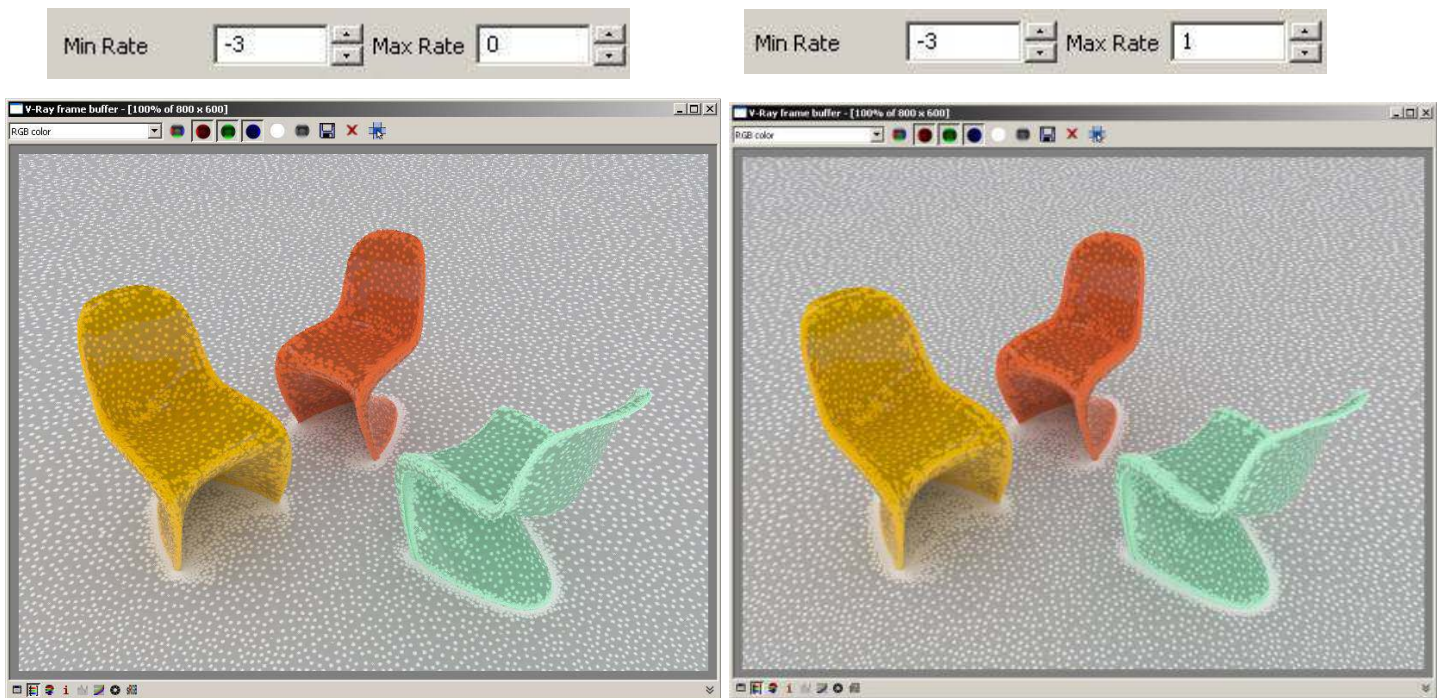 Min Rate -3 Max Rate 0
Min Rate -3 Max Rate 1
V-Ray frame buffer - [100% of 800 x 600]
RGB color
V-Ray frame buffer - [100% of 800 x 600]
RGB color